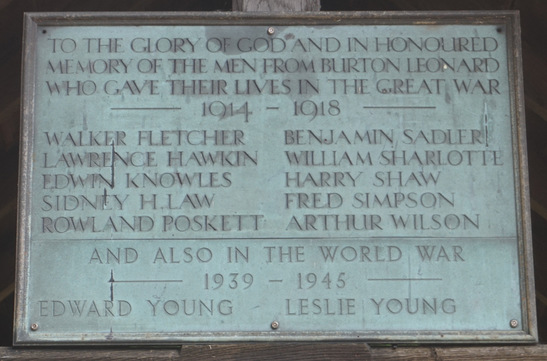 TO THE GLORY OF GOD AND IN HONOURED
MEMORY OF THE MEN FROM BURTON LEONARD
WHO GAVE THEIR LIVES IN THE GREAT WAR
1914 - 1918
WALKER FLETCHER BENJAMIN SADLER
LAWRENCE HAWKIN WILLIAM SHARLOTTE
EDWIN KNOWLES HARRY SHAW
SIDNEY H. LAW FRED SIMPSON
ROWLAND POSKETT ARTHUR WILSON
AND ALSO IN THE WORLD WAR
1939 - 1945
EDWARD YOUNG LESLIE YOUNG